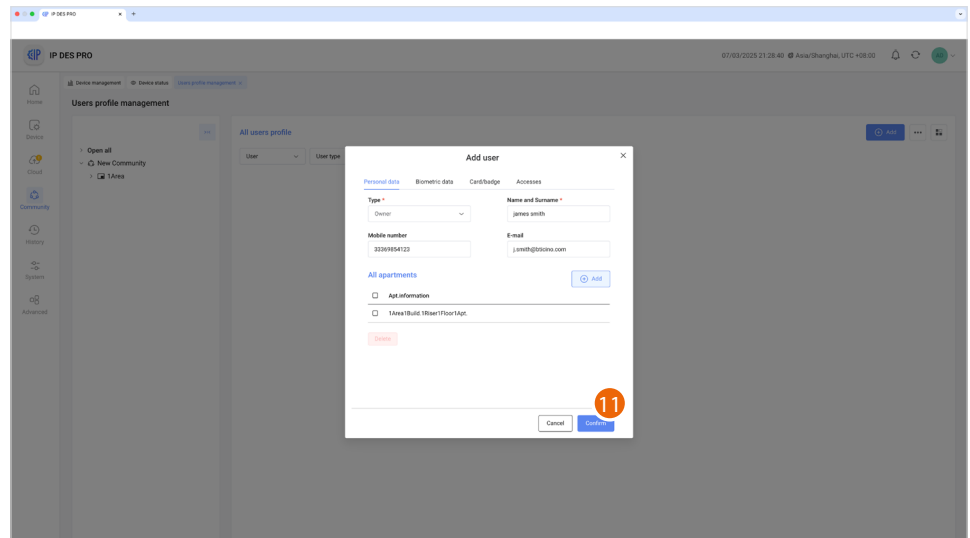 IP DES PRO
IP DES PRO
07/03/2025 21:28:40 Asia/Shanghai, UTC +08:00
Device management Device status Users profile management
Users profile management
Home
Device
Cloud
Community
History
System
Advanced
Open all
New Community
1Area
All users profile
Add
User
User type
Add user
Personal data Biometric data Card/badge Accesses
Type * Name and Surname *
Owner james smith
Mobile number E-mail
33369854123 j.smith@bticino.com
All apartments
Add
Apt.information
1Area1Build.1Riser1Floor1Apt.
Delete
11
Cancel Confirm